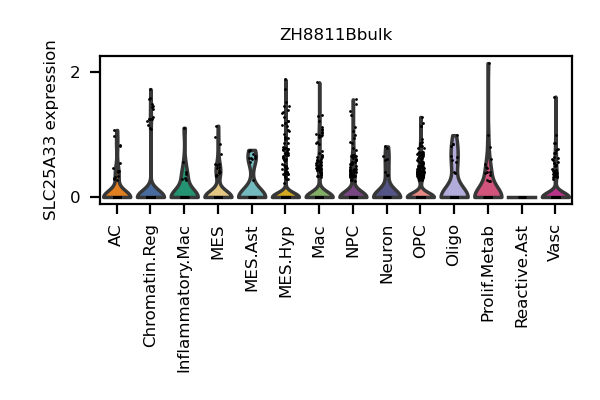 ZH8811Bbulk
SLC25A33 expression
2
0
AC
Chromatin.Reg
Inflammatory.Mac
MES
MES.Ast
MES.Hyp
Mac
NPC
Neuron
OPC
Oligo
Prolif.Metab
Reactive.Ast
Vasc